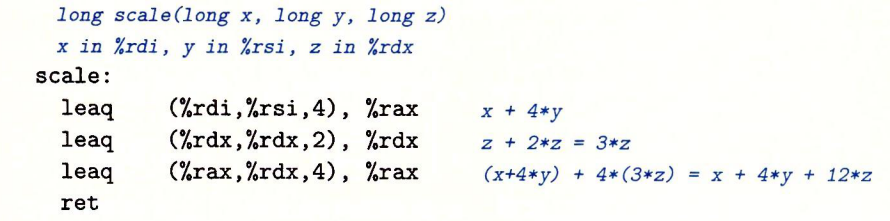 long scale(long x, long y, long z)
x in %rdi, y in %rsi, z in %rdx
scale:
leaq (%rdi,%rsi,4), %rax x + 4*y
leaq (%rdx,%rdx,2), %rdx z + 2*z = 3*z
leaq (%rax,%rdx,4), %rax (x+4*y) + 4*(3*z) = x + 4*y + 12*z
ret